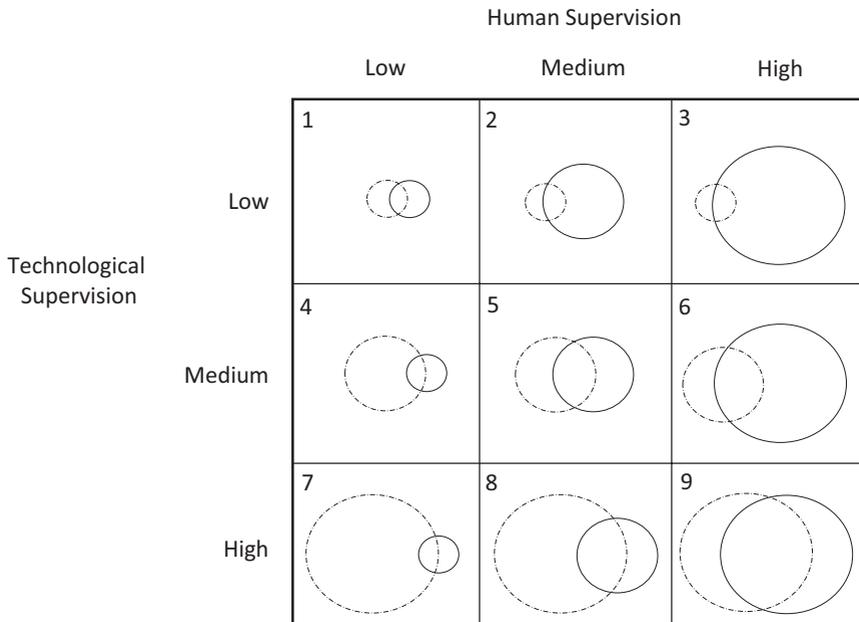 Human Supervision
Low Medium High
1 2 3
Low
Technological
Supervision
4 5 6
Medium
7 8 9
High